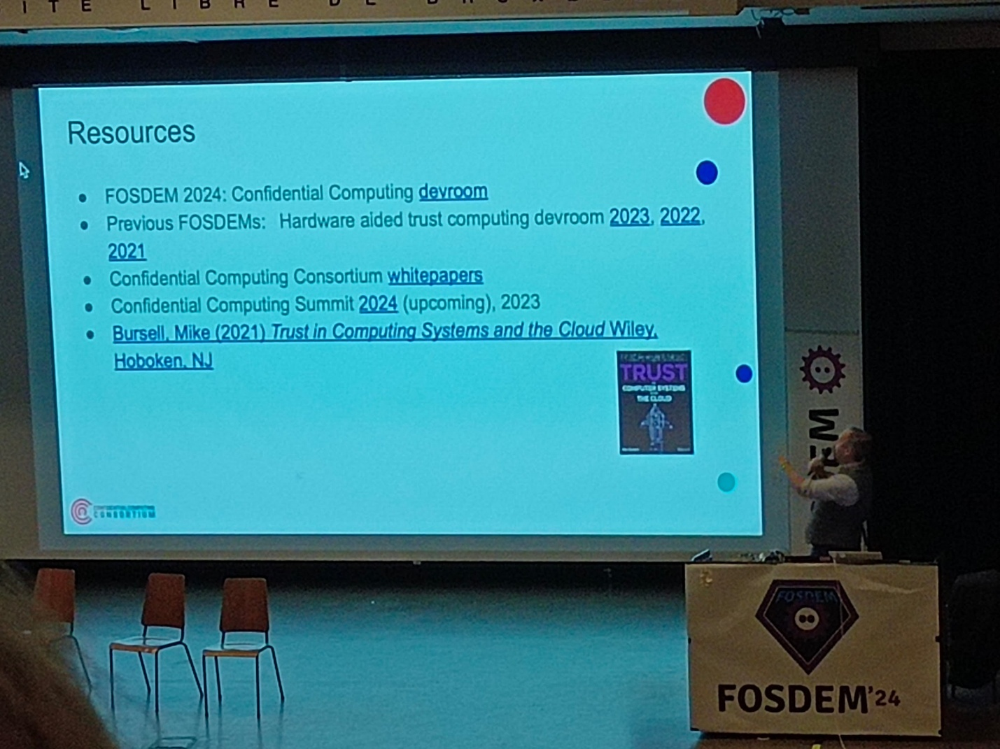 Resources
FOSDEM 2024: Confidential Computing devroom
Previous FOSDEMs: Hardware aided trust computing devroom 2023, 2022,
2021
Confidential Computing Consortium whitepapers
Confidential Computing Summit 2024 (upcoming), 2023
Bursell, Mike (2021) Trust in Computing Systems and the Cloud Wiley,
Hoboken, NJ
TRUST
COMPUTER SYSTEMS
THE CLOUD
CONFIDENTIAL COMPUTING
CONSORTIUM
FOSDEM
FOSDEM'24